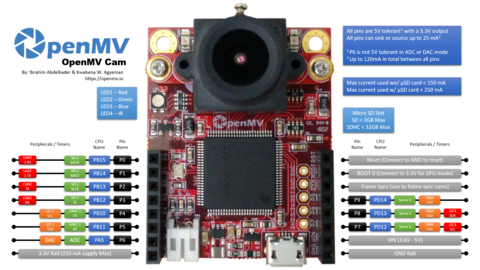 OpenMV
OpenMV Cam
By: Ibrahim Abdelkader & Kwabena W. Agyeman
https://openmv.io
LED1 – Red
LED2 – Green
LED3 – Blue
LED4 – IR
All pins are 5V tolerant¹ with a 3.3V output
All pins can sink or source up to 25 mA²
¹ P6 is not 5V tolerant in ADC or DAC mode
² Up to 120mA in total between all pins
Max current used wo/ µSD card < 150 mA
Max current used w/ µSD card < 250 mA
Micro SD Slot
SD < 2GB Max
SDHC < 32GB Max
OpenMV
Peripherals / Timers
CPU Name
Pin Name
PB15 P0
PB14 P1
PB13 P2
PB12 P3
PB10 P4
PB11 P5
DAC ADC PA5 P6
3.3V Rail (250 mA supply Max)
Pin Name
CPU Name
Peripherals / Timers
Reset (Connect to GND to reset)
BOOT 0 (Connect to 3.3V for DFU mode)
Frame Sync (use to frame sync cams)
P9 PD14
P8 PD13
P7 PD12
VIN (3.6V - 5V)
GND Rail